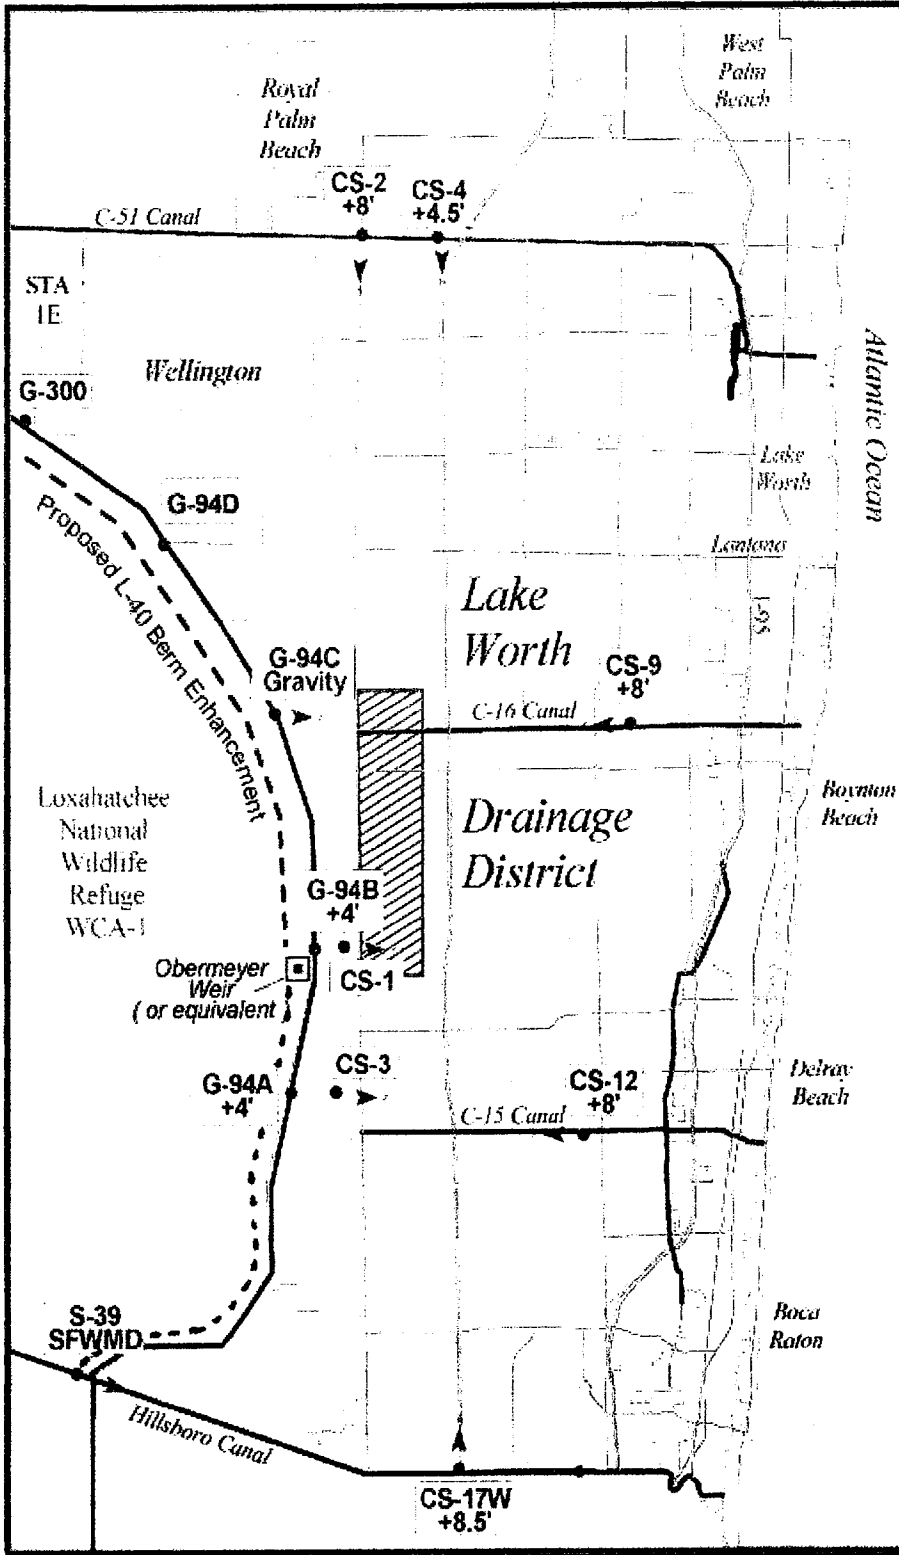 West
Palm
Beach
Royal
Palm
Beach
CS-2
+8'
CS-4
+4.5'
C-51 Canal
STA
1E
Wellington
G-300
Atlantic Ocean
Lake
Worth
G-94D
Proposed L-40 Berm Enhancement
Lantana
I-95
Lake
Worth
G-94C
Gravity
CS-9
+8'
C-16 Canal
Loxahatchee
National
Wildlife
Refuge
WCA-1
Boynton
Beach
Drainage
District
G-94B
+4'
Obermeyer
Weir
( or equivalent
CS-1
CS-3
G-94A
+4'
CS-12
+8'
Delray
Beach
C-15 Canal
S-39
SFWMD
Boca
Raton
Hillsboro Canal
CS-17W
+8.5'